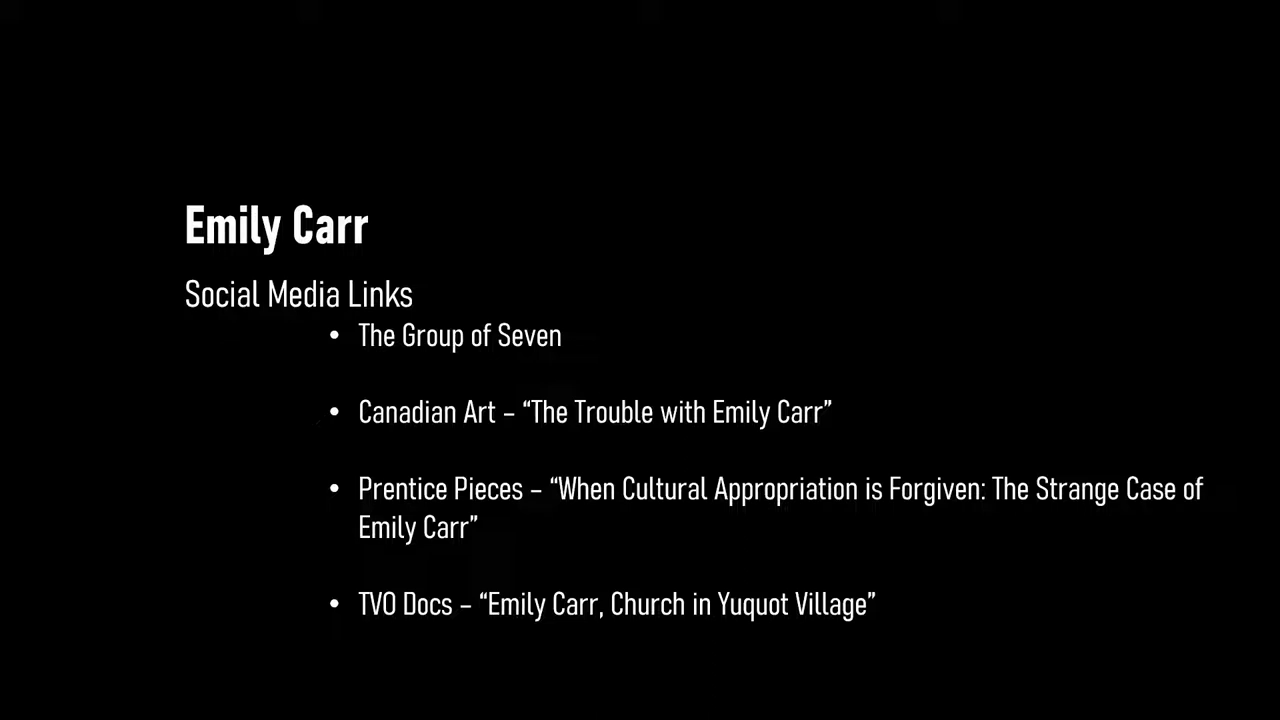 Emily Carr
Social Media Links
• The Group of Seven
• Canadian Art – “The Trouble with Emily Carr”
• Prentice Pieces – “When Cultural Appropriation is Forgiven: The Strange Case of
Emily Carr”
• TVO Docs – “Emily Carr, Church in Yuquot Village”